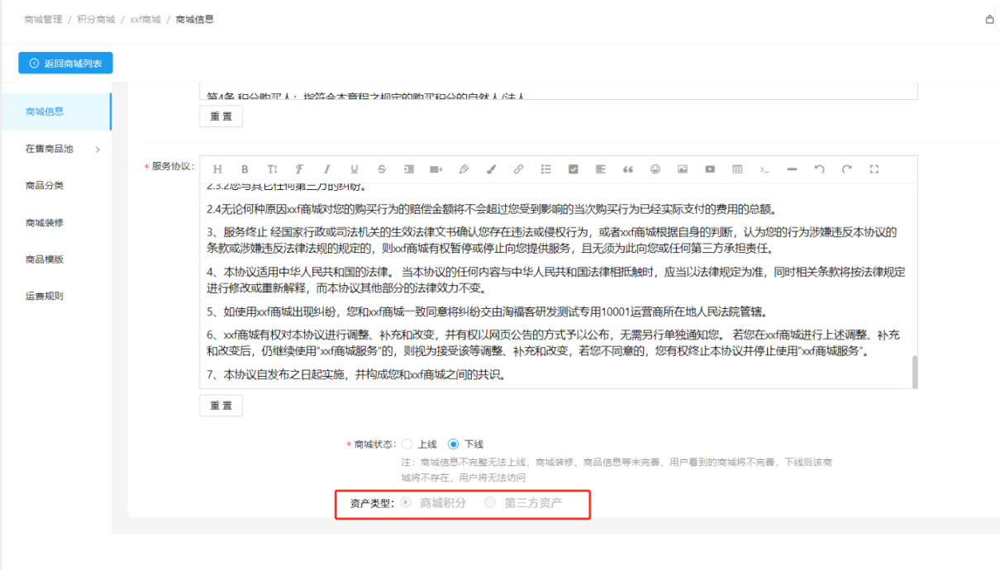 商城管理 / 积分商城 / xxf商城 / 商城信息
返回商城列表
商城信息
在售商品池
商品分类
商城装修
商品模版
运费规则
第4条 积分购买人：指符合本章程之规定的购买积分的自然人/法人
重 置
* 服务协议：
2.3.2您与其它任何第三方的纠纷。
2.4无论何种原因xxf商城对您的购买行为的赔偿金额将不会超过您受到影响的当次购买行为已经实际支付的费用的总额。
3、服务终止 经国家行政或司法机关的生效法律文书确认您存在违法或侵权行为，或者xxf商城根据自身的判断，认为您的行为涉嫌违反本协议的
条款或涉嫌违反法律法规的规定的，则xxf商城有权暂停或停止向您提供服务，且无须为此向您或任何第三方承担责任。
4、本协议适用中华人民共和国的法律。 当本协议的任何内容与中华人民共和国法律相抵触时，应当以法律规定为准，同时相关条款将按法律规定
进行修改或重新解释，而本协议其他部分的法律效力不变。
5、如使用xxf商城出现纠纷，您和xxf商城一致同意将纠纷交由淘福客研发测试专用10001运营商所在地人民法院管辖。
6、xxf商城有权对本协议进行调整、补充和改变，并有权以网页公告的方式予以公布，无需另行单独通知您。 若您在xxf商城进行上述调整、补充
和改变后，仍继续使用“xxf商城服务”的，则视为接受该等调整、补充和改变，若您不同意的，您有权终止本协议并停止使用“xxf商城服务”。
7、本协议自发布之日起实施，并构成您和xxf商城之间的共识。
重 置
* 商城状态： 上线 下线
注：商城信息不完整无法上线，商城装修、商品信息等未完善，用户看到的商城将不完善，下线后该商
城将不存在，用户将无法访问
资产类型： 商城积分 第三方资产